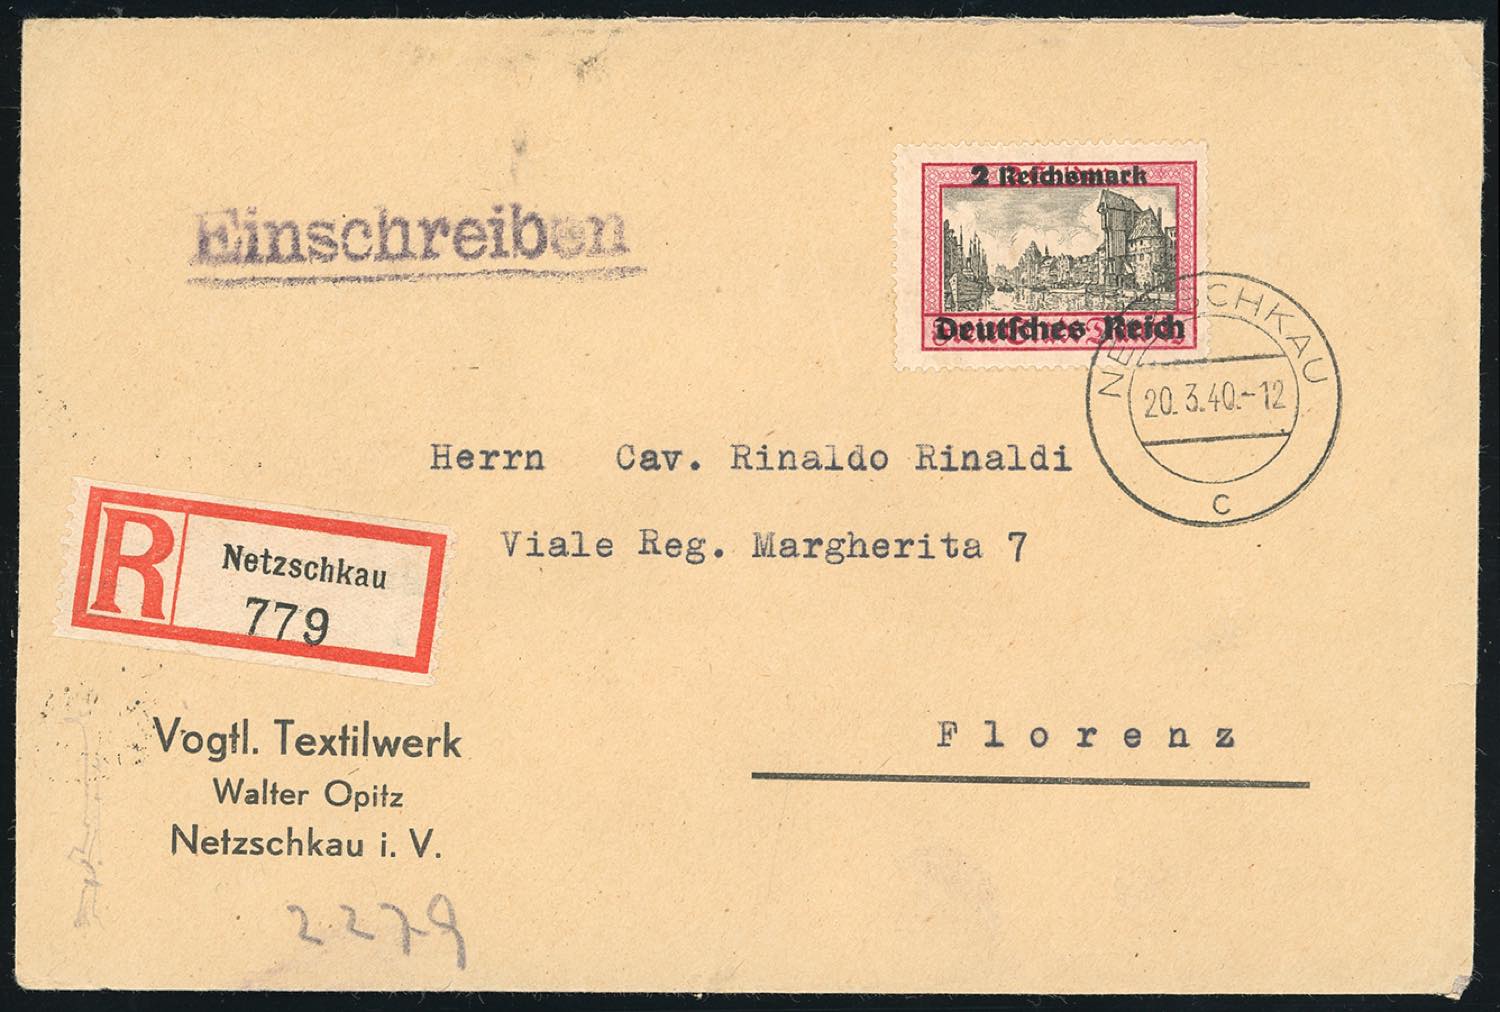 2 Reichsmark
Deutsches Reich
Einschreiben
NETZSCHKAU
20.3.40.-12
c
Herrn Cav. Rinaldo Rinaldi
Viale Reg. Margherita 7
Florenz
R
Netzschkau
779
Vogtl. Textilwerk
Walter Opitz
Netzschkau i. V.
2279